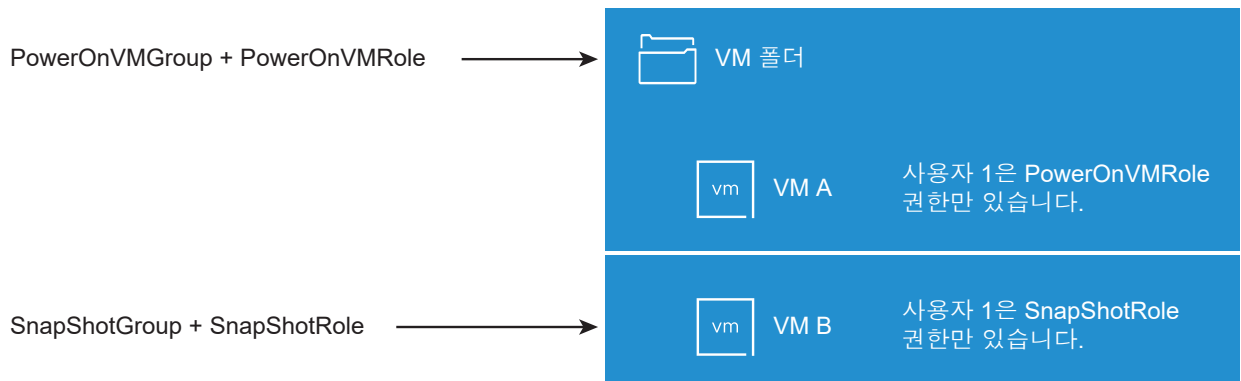 PowerOnVMGroup + PowerOnVMRole
VM 폴더
vm
VM A
사용자 1은 PowerOnVMRole
권한만 있습니다.
SnapShotGroup + SnapShotRole
vm
VM B
사용자 1은 SnapShotRole
권한만 있습니다.